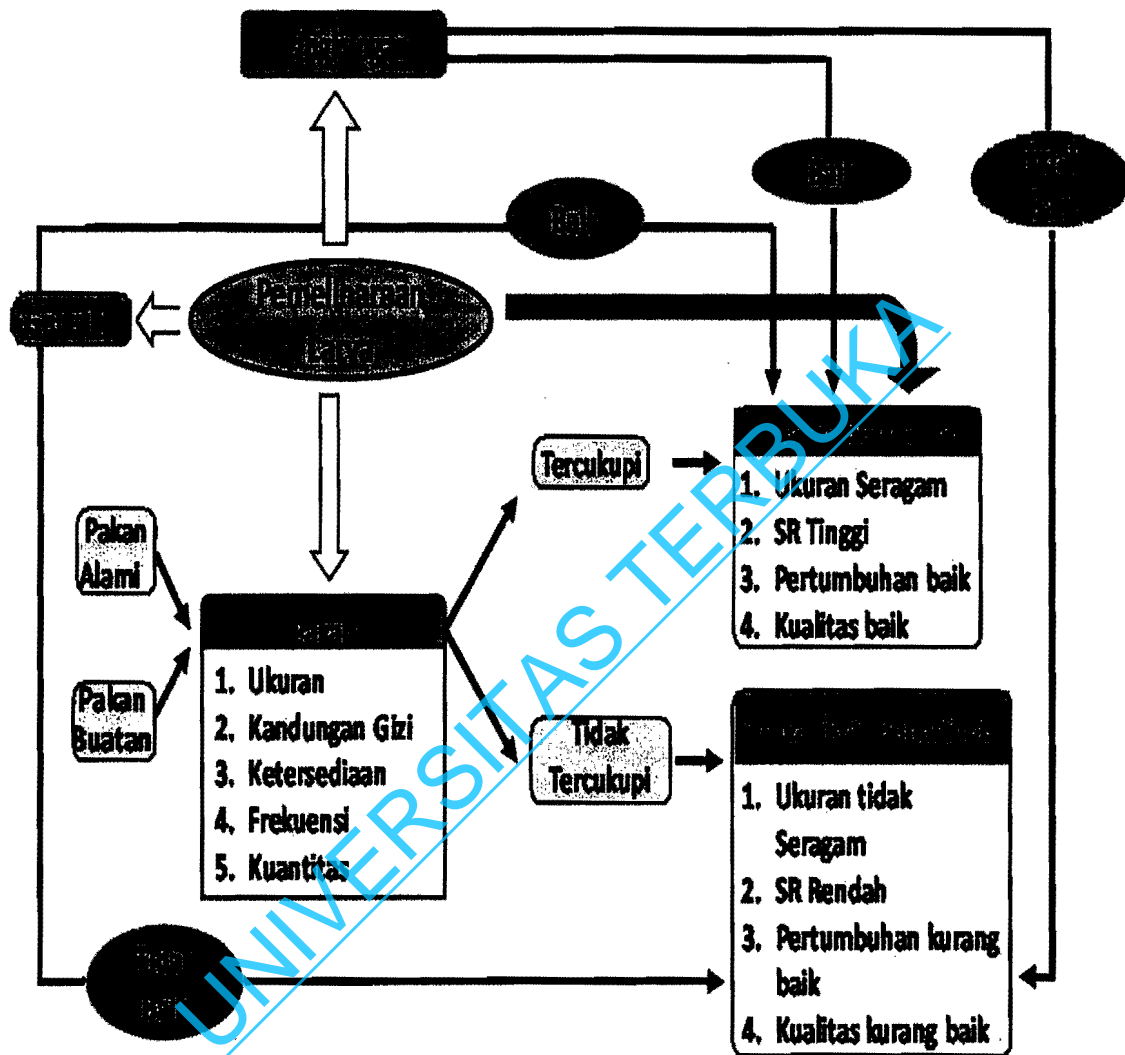 Baik
Pemeliharaan
Larva
Tercukupi
Pakan
Alami
1. Ukuran Seragam
2. SR Tinggi
3. Pertumbuhan baik
4. Kualitas baik
Pakan
1. Ukuran
2. Kandungan Gizi
3. Ketersediaan
4. Frekuensi
5. Kuantitas
Pakan
Buatan
Tidak
Tercukupi
1. Ukuran tidak
Seragam
2. SR Rendah
3. Pertumbuhan kurang
baik
4. Kualitas kurang baik
UNIVERSITAS TERBUKA